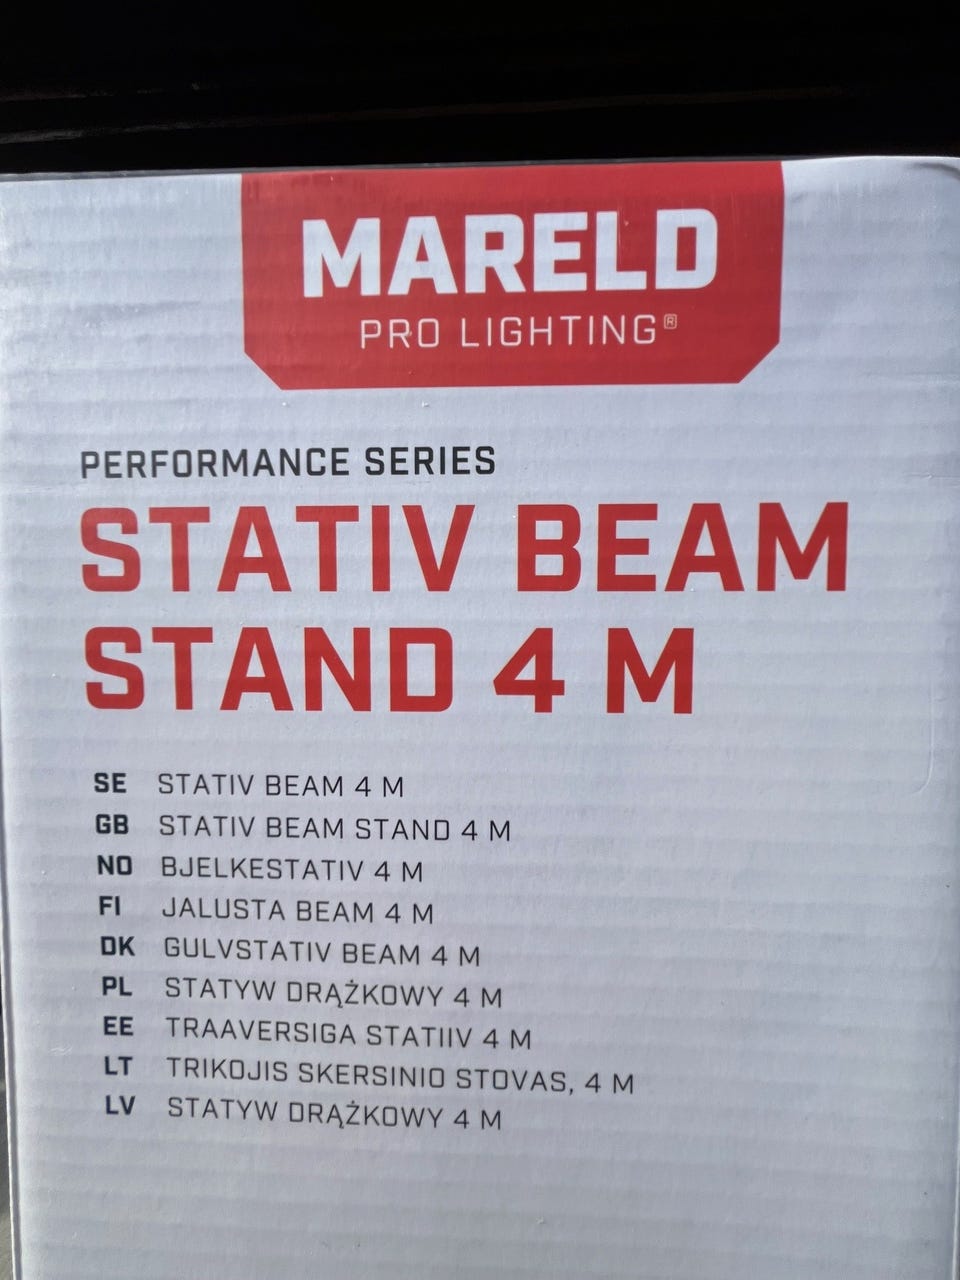 MARELD
PRO LIGHTING®
PERFORMANCE SERIES
STATIV BEAM
STAND 4 M
SE STATIV BEAM 4 M
GB STATIV BEAM STAND 4 M
NO BJELKESTATIV 4 M
FI JALUSTA BEAM 4 M
DK GULVSTATIV BEAM 4 M
PL STATYW DRĄŻKOWY 4 M
EE TRAAVERSIGA STATIIV 4 M
LT TRIKOJIS SKERSINIO STOVAS, 4 M
LV STATYW DRĄŻKOWY 4 M